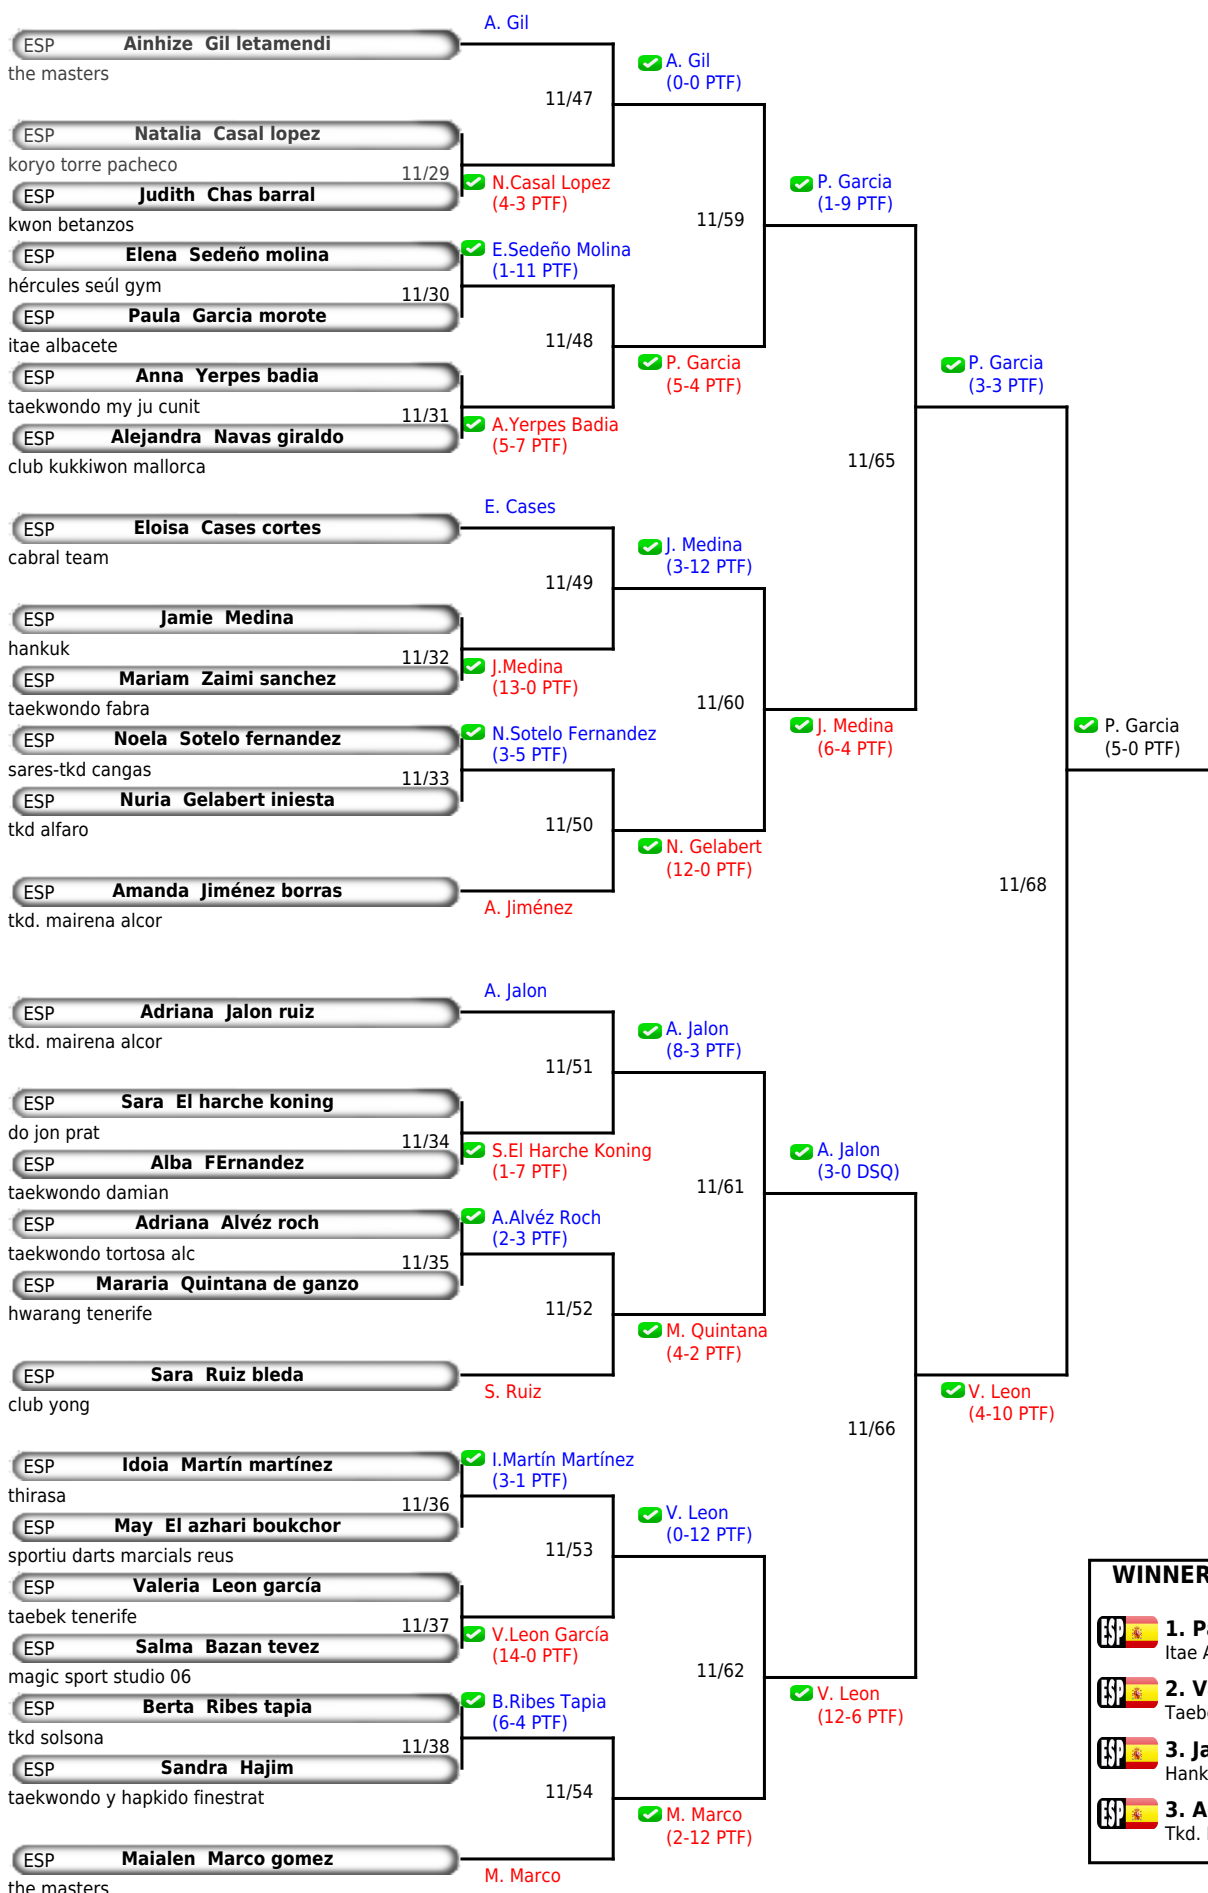 A. Gil
ESP Ainhize Gil letamendi
the masters
A. Gil
(0-0 PTF)
11/47
ESP Natalia Casal lopez
koryo torre pacheco
11/29
N.Casal Lopez
(4-3 PTF)
ESP Judith Chas barral
kwon betanzos
P. Garcia
(1-9 PTF)
11/59
ESP Elena Sedeño molina
hércules seúl gym
E.Sedeño Molina
(1-11 PTF)
11/30
ESP Paula Garcia morote
itae albacete
11/48
P. Garcia
(5-4 PTF)
ESP Anna Yerpes badia
taekwondo my ju cunit
11/31
A.Yerpes Badia
(5-7 PTF)
ESP Alejandra Navas giraldo
club kukkiwon mallorca
P. Garcia
(3-3 PTF)
11/65
E. Cases
ESP Eloisa Cases cortes
cabral team
J. Medina
(3-12 PTF)
11/49
ESP Jamie Medina
hankuk
11/32
J.Medina
(13-0 PTF)
ESP Mariam Zaimi sanchez
taekwondo fabra
11/60
J. Medina
(6-4 PTF)
P. Garcia
(5-0 PTF)
ESP Noela Sotelo fernandez
sares-tkd cangas
N.Sotelo Fernandez
(3-5 PTF)
11/33
ESP Nuria Gelabert iniesta
tkd alfaro
11/50
N. Gelabert
(12-0 PTF)
ESP Amanda Jiménez borras
tkd. mairena alcor
A. Jiménez
11/68
A. Jalon
ESP Adriana Jalon ruiz
tkd. mairena alcor
A. Jalon
(8-3 PTF)
11/51
ESP Sara El harche koning
do jon prat
11/34
S.El Harche Koning
(1-7 PTF)
ESP Alba FErnandez
taekwondo damian
A. Jalon
(3-0 DSQ)
11/61
ESP Adriana Alvéz roch
taekwondo tortosa alc
A.Alvéz Roch
(2-3 PTF)
11/35
ESP Mararia Quintana de ganzo
hwarang tenerife
11/52
M. Quintana
(4-2 PTF)
ESP Sara Ruiz bleda
club yong
S. Ruiz
V. Leon
(4-10 PTF)
11/66
ESP Idoia Martín martínez
thirasa
I.Martín Martínez
(3-1 PTF)
11/36
ESP May El azhari boukchor
sportiu darts marcials reus
V. Leon
(0-12 PTF)
11/53
ESP Valeria Leon garcía
taebek tenerife
11/37
V.Leon García
(14-0 PTF)
ESP Salma Bazan tevez
magic sport studio 06
11/62
V. Leon
(12-6 PTF)
ESP Berta Ribes tapia
tkd solsona
B.Ribes Tapia
(6-4 PTF)
11/38
ESP Sandra Hajim
taekwondo y hapkido finestrat
11/54
M. Marco
(2-12 PTF)
ESP Maialen Marco gomez
the masters
M. Marco
WINNER
ESP 1. Pa
Itae A
ESP 2. V
Taeb
ESP 3. Ja
Hank
ESP 3. A
Tkd.